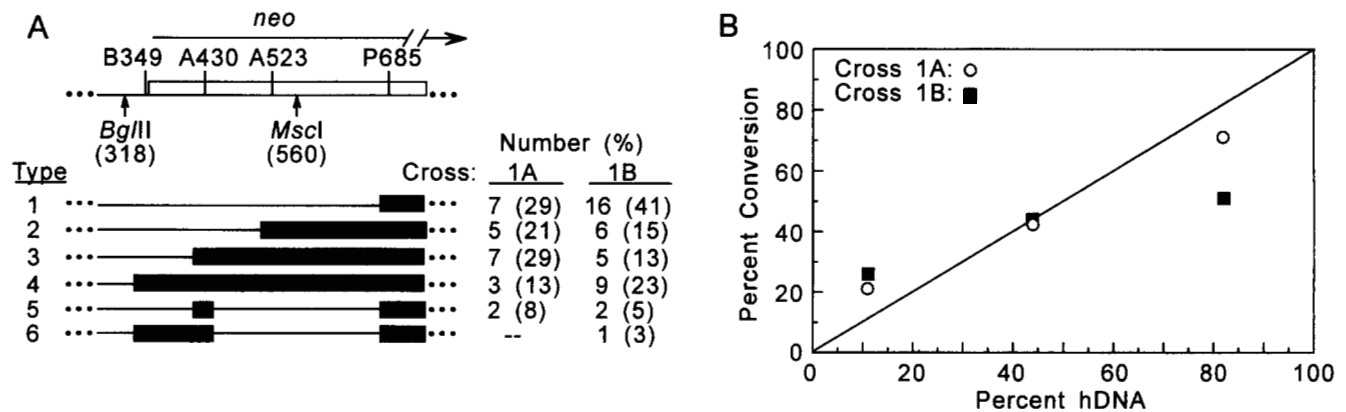 A
neo
B349 A430 A523 P685
BglII MscI
(318) (560)
Number (%)
Type Cross: 1A 1B
1 7 (29) 16 (41)
2 5 (21) 6 (15)
3 7 (29) 5 (13)
4 3 (13) 9 (23)
5 2 (8) 2 (5)
6 -- 1 (3)
B
Cross 1A:
Cross 1B:
Percent Conversion
100
80
60
40
20
0
0 20 40 60 80 100
Percent hDNA